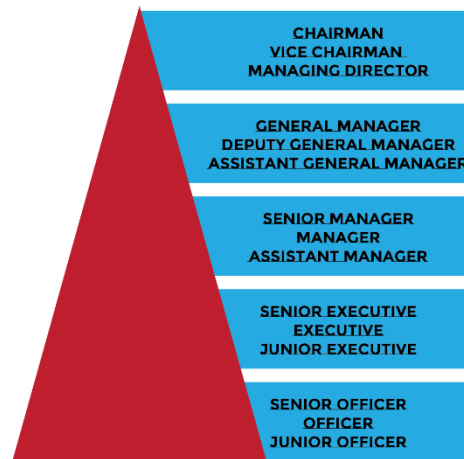 CHAIRMAN
VICE CHAIRMAN
MANAGING DIRECTOR
GENERAL MANAGER
DEPUTY GENERAL MANAGER
ASSISTANT GENERAL MANAGER
SENIOR MANAGER
MANAGER
ASSISTANT MANAGER
SENIOR EXECUTIVE
EXECUTIVE
JUNIOR EXECUTIVE
SENIOR OFFICER
OFFICER
JUNIOR OFFICER